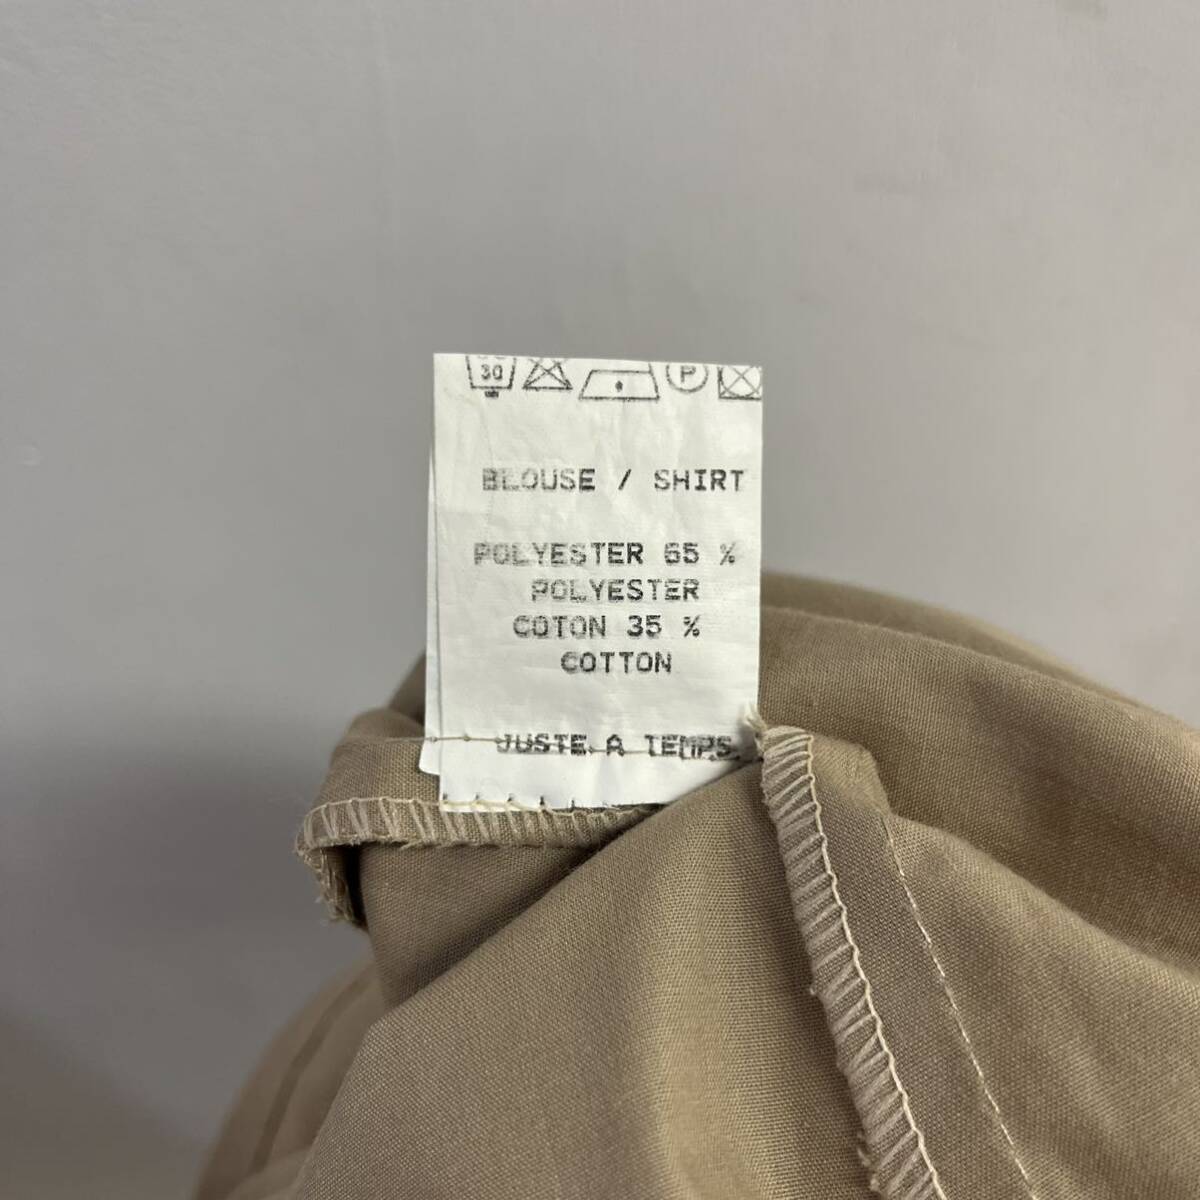 30 P
BLOUSE / SHIRT
POLYESTER 65 %
POLYESTER
COTON 35 %
COTTON
JUSTE A TEMPS